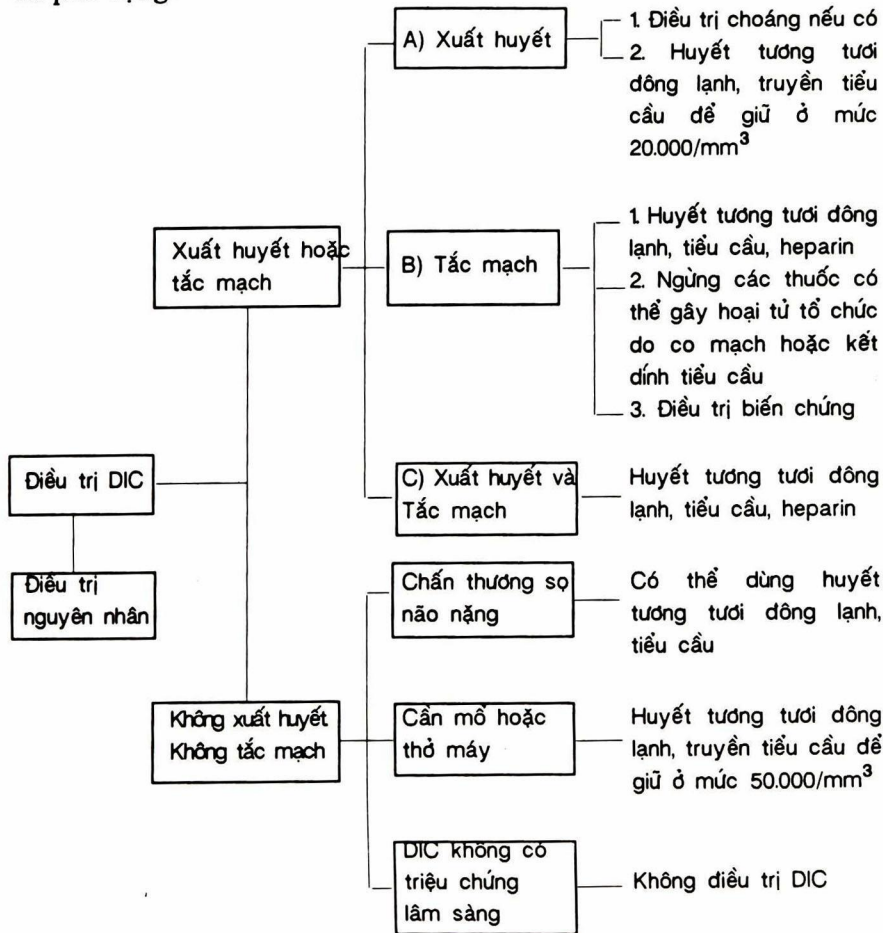 A) Xuất huyết
1. Điều trị choáng nếu có
2. Huyết tương tươi
đông lạnh, truyền tiểu
cầu để giữ ở mức
20.000/mm³
Xuất huyết hoặc
tắc mạch
B) Tắc mạch
1. Huyết tương tươi đông
lạnh, tiểu cầu, heparin
2. Ngừng các thuốc có
thể gây hoại tử tổ chức
do co mạch hoặc kết
dính tiểu cầu
3. Điều trị biến chứng
Điều trị DIC
Điều trị
nguyên nhân
C) Xuất huyết và
Tắc mạch
Huyết tương tươi đông
lạnh, tiểu cầu, heparin
Chấn thương sọ
não nặng
Có thể dùng huyết
tương tươi đông lạnh,
tiểu cầu
Không xuất huyết
Không tắc mạch
Cần mổ hoặc
thở máy
Huyết tương tươi đông
lạnh, truyền tiểu cầu để
giữ ở mức 50.000/mm³
DIC không có
triệu chứng
lâm sàng
Không điều trị DIC